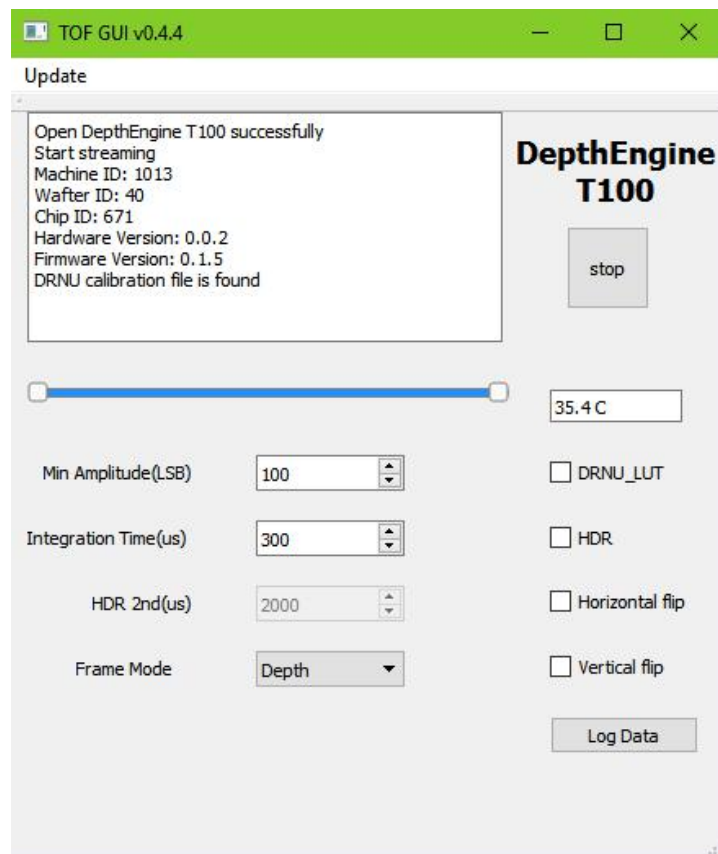 TOF GUI v0.4.4
Update
Open DepthEngine T100 successfully
Start streaming
Machine ID: 1013
Wafter ID: 40
Chip ID: 671
Hardware Version: 0.0.2
Firmware Version: 0.1.5
DRNU calibration file is found
DepthEngine
T100
stop
35.4 C
Min Amplitude(LSB) 100 DRNU_LUT
Integration Time(us) 300 HDR
HDR 2nd(us) 2000 Horizontal flip
Frame Mode Depth Vertical flip
Log Data